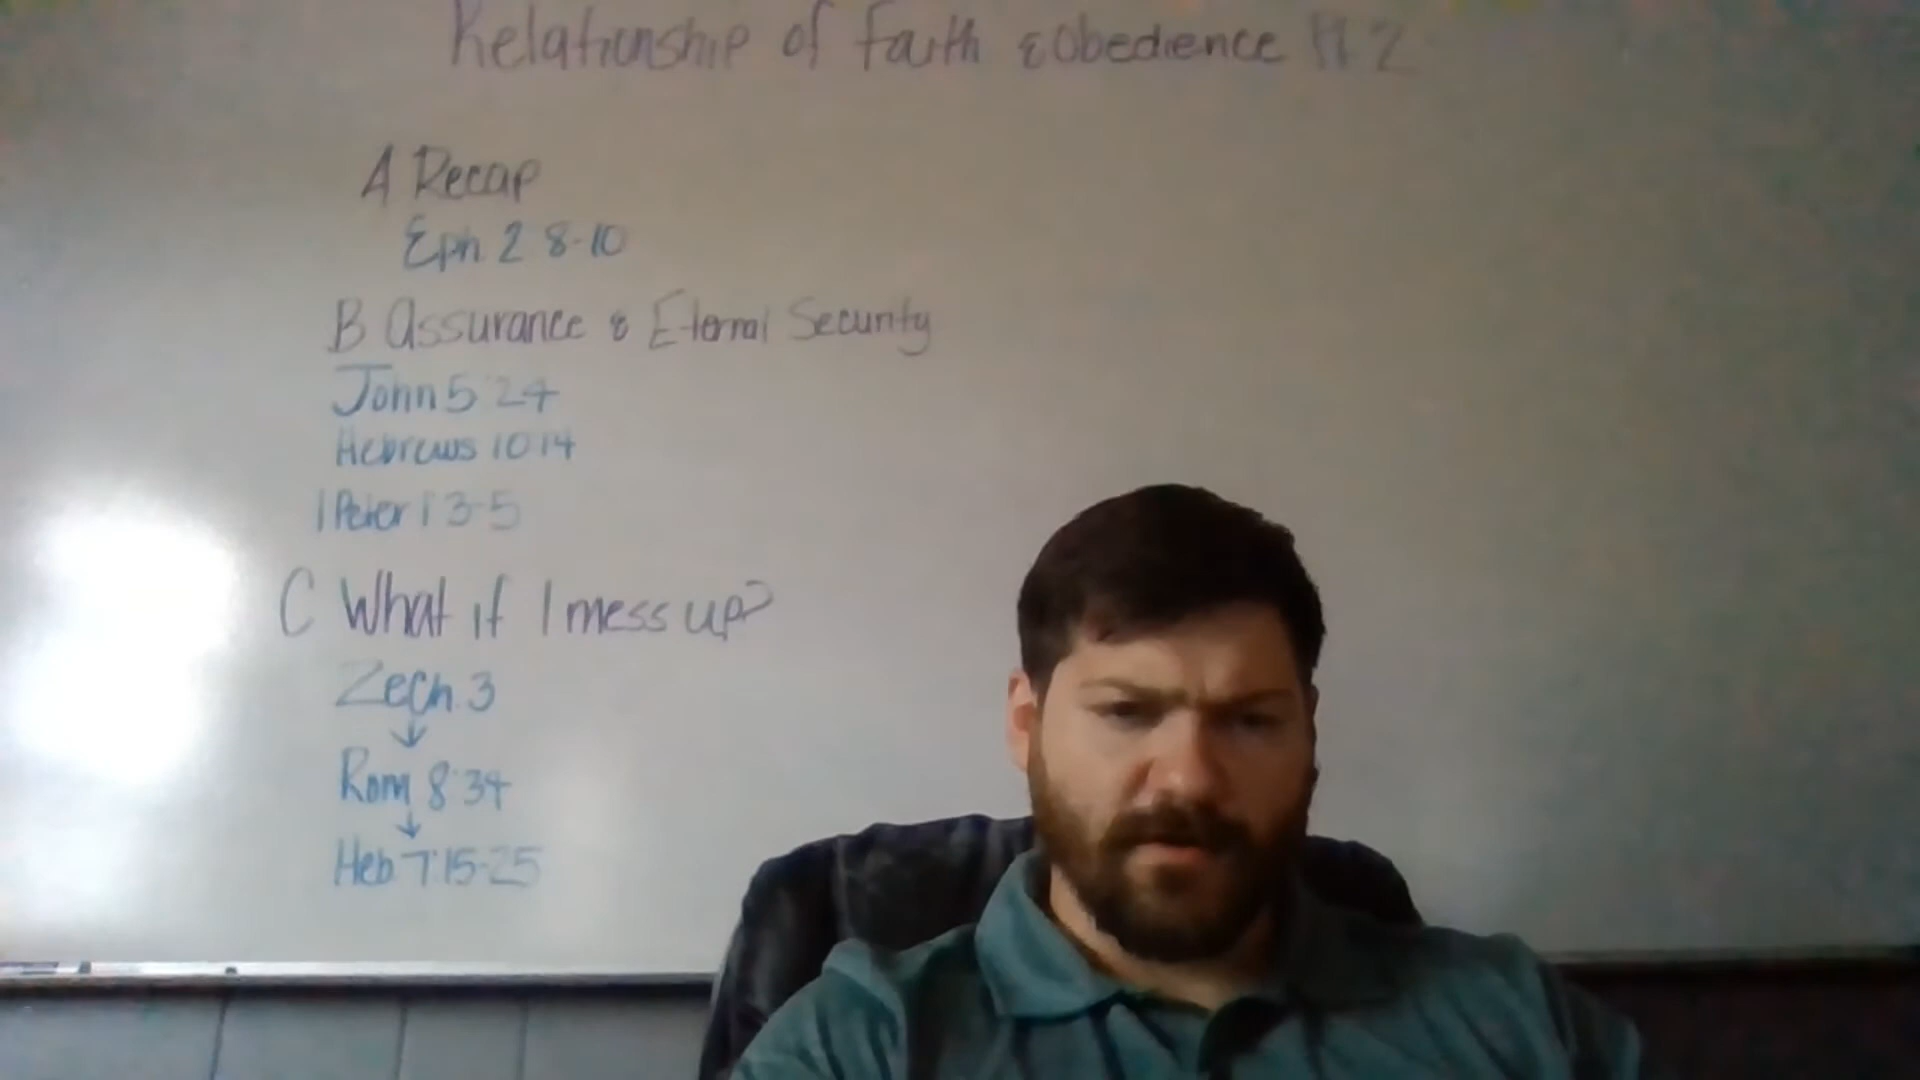 Relationship of Faith & Obedience Pt 2
A Recap
Eph 2 8-10
B Assurance & Eternal Security
John 5 24
Hebrews 10 14
1 Peter 1 3-5
C What if I mess up?
Zech 3
↓
Rom 8:34
↓
Heb 7:15-25